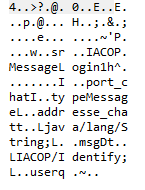 4..>?.@. 0..E..E.
..p.@... H..;.&.;
....e... ....~'P.
...w..sr ..IACOP.
MessageL ogin1h^.
.......I ..port_c
hatI..ty peMessag
eL..addr esse_cha
tt..Ljav a/lang/S
tring;L. .msgDt..
LIACOP/I dentify;
L..userq .~..